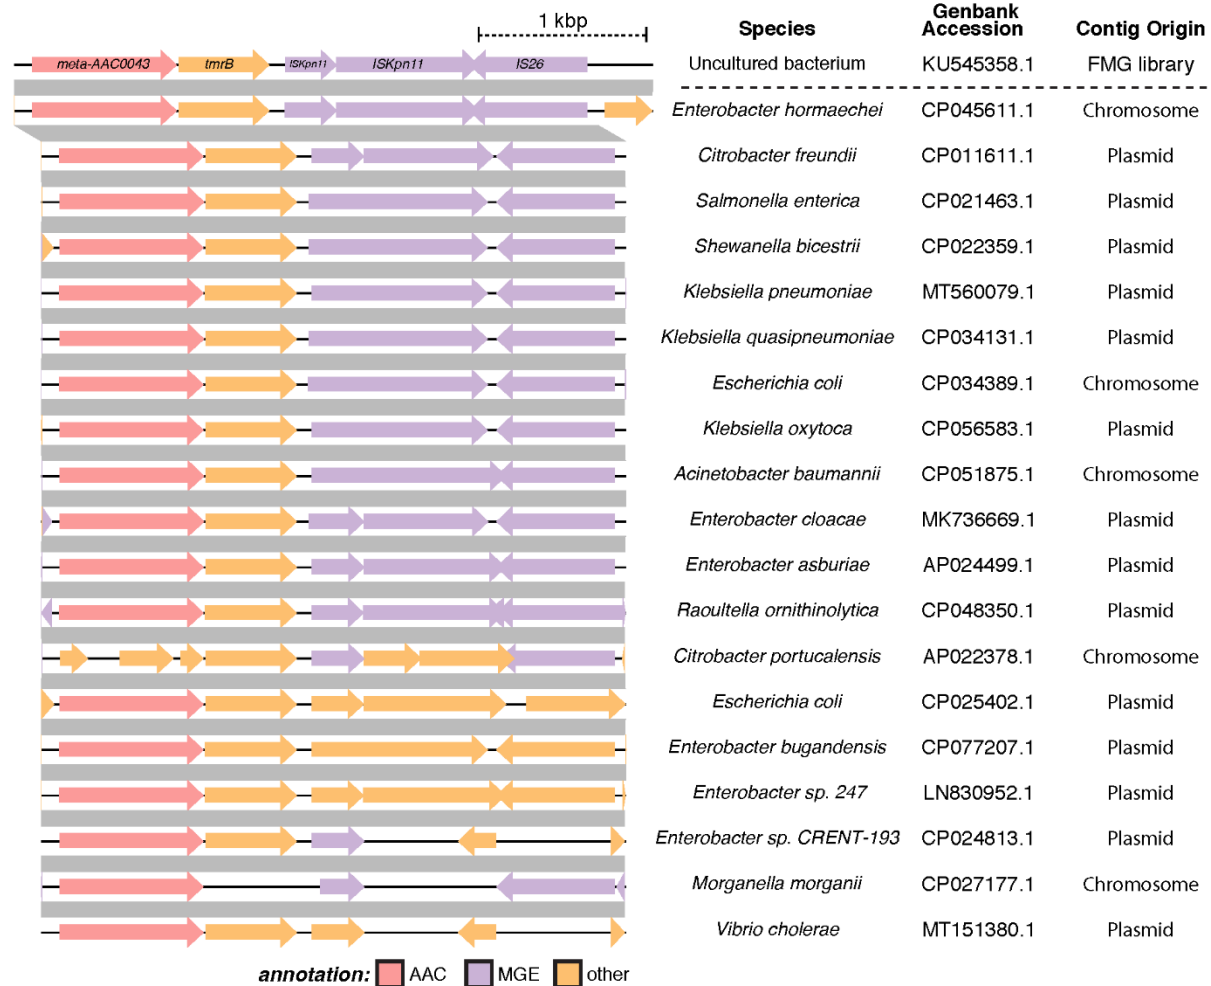 1 kbp
Species Genbank Accession Contig Origin
meta-AAC0043 tmrB ISKpn11 ISKpn11 IS26 Uncultured bacterium KU545358.1 FMG library
Enterobacter hormaechei CP045611.1 Chromosome
Citrobacter freundii CP011611.1 Plasmid
Salmonella enterica CP021463.1 Plasmid
Shewanella bicestrii CP022359.1 Plasmid
Klebsiella pneumoniae MT560079.1 Plasmid
Klebsiella quasipneumoniae CP034131.1 Plasmid
Escherichia coli CP034389.1 Chromosome
Klebsiella oxytoca CP056583.1 Plasmid
Acinetobacter baumannii CP051875.1 Chromosome
Enterobacter cloacae MK736669.1 Plasmid
Enterobacter asburiae AP024499.1 Plasmid
Raoultella ornithinolytica CP048350.1 Plasmid
Citrobacter portucalensis AP022378.1 Chromosome
Escherichia coli CP025402.1 Plasmid
Enterobacter bugandensis CP077207.1 Plasmid
Enterobacter sp. 247 LN830952.1 Plasmid
Enterobacter sp. CRENT-193 CP024813.1 Plasmid
Morganella morganii CP027177.1 Chromosome
Vibrio cholerae MT151380.1 Plasmid
annotation: AAC MGE other